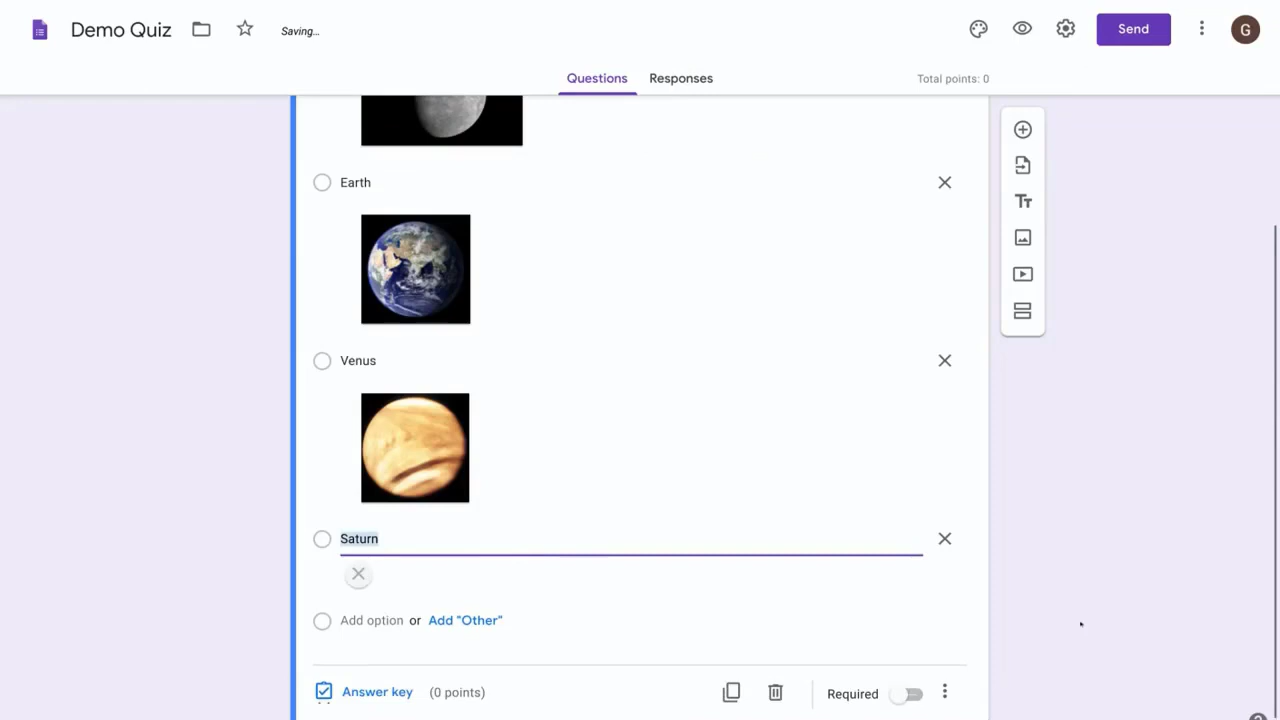 Demo Quiz
Saving...
Send
G
Questions
Responses
Total points: 0
Earth
Venus
Saturn
Add option or Add "Other"
Answer key
(0 points)
Required